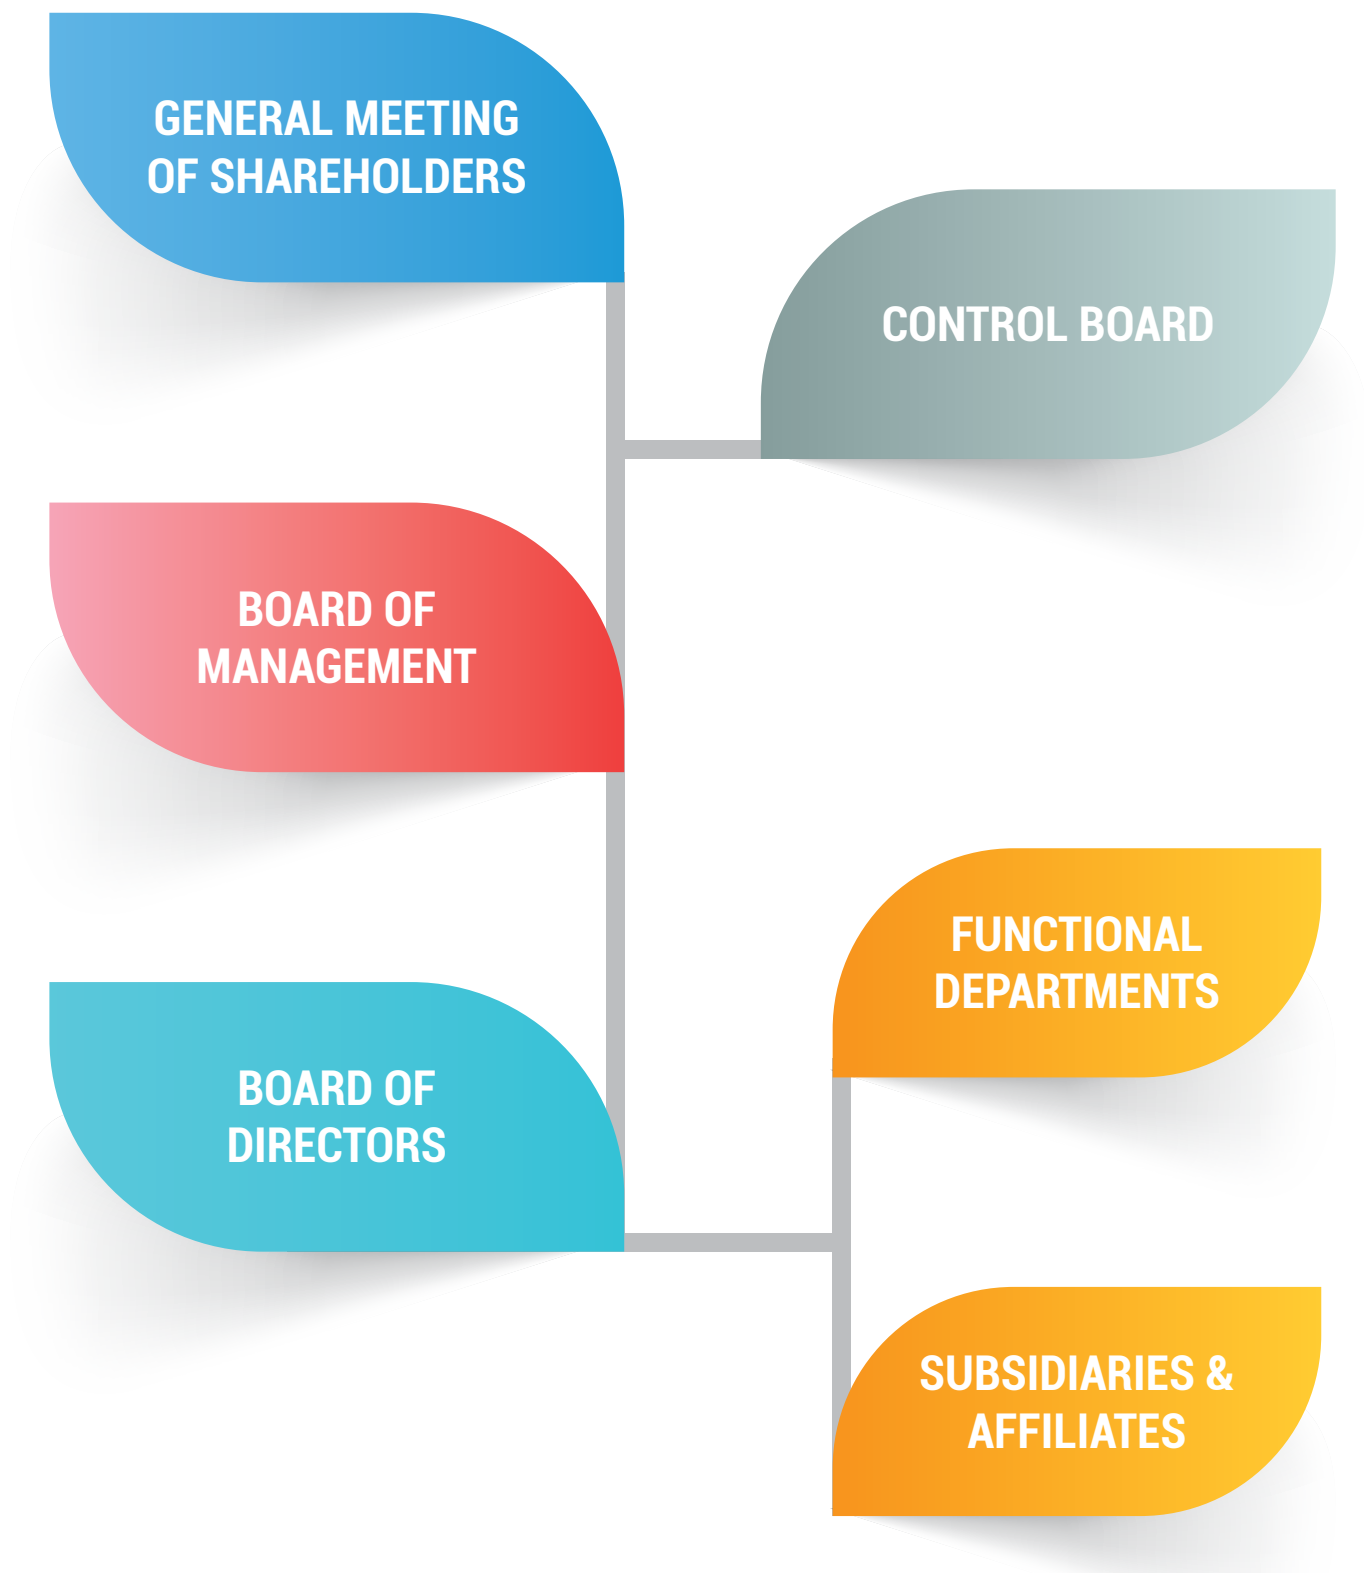 GENERAL MEETING
OF SHAREHOLDERS
CONTROL BOARD
BOARD OF
MANAGEMENT
FUNCTIONAL
DEPARTMENTS
BOARD OF
DIRECTORS
SUBSIDIARIES &
AFFILIATES